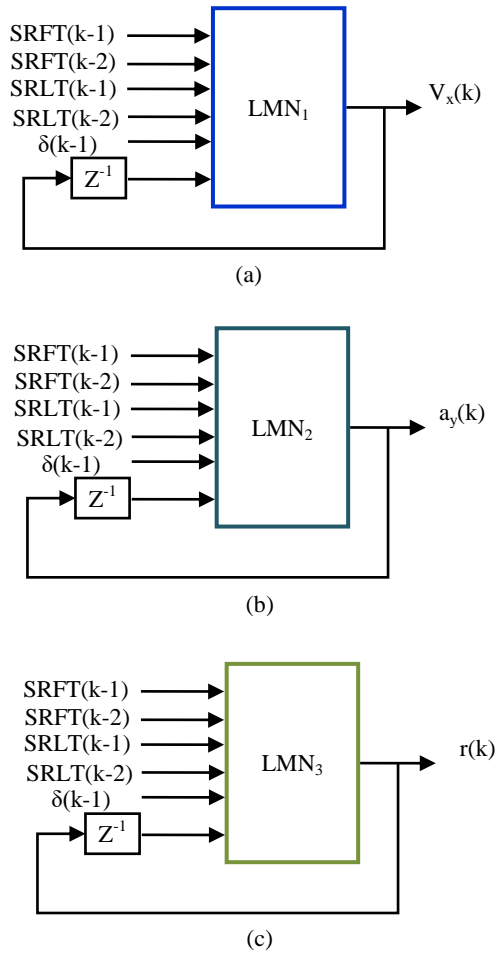 SRFT(k-1)
SRFT(k-2)
SRLT(k-1)
SRLT(k-2)
δ(k-1)
Z⁻¹
LMN₁
Vₓ(k)
(a)
SRFT(k-1)
SRFT(k-2)
SRLT(k-1)
SRLT(k-2)
δ(k-1)
Z⁻¹
LMN₂
a_y(k)
(b)
SRFT(k-1)
SRFT(k-2)
SRLT(k-1)
SRLT(k-2)
δ(k-1)
Z⁻¹
LMN₃
r(k)
(c)